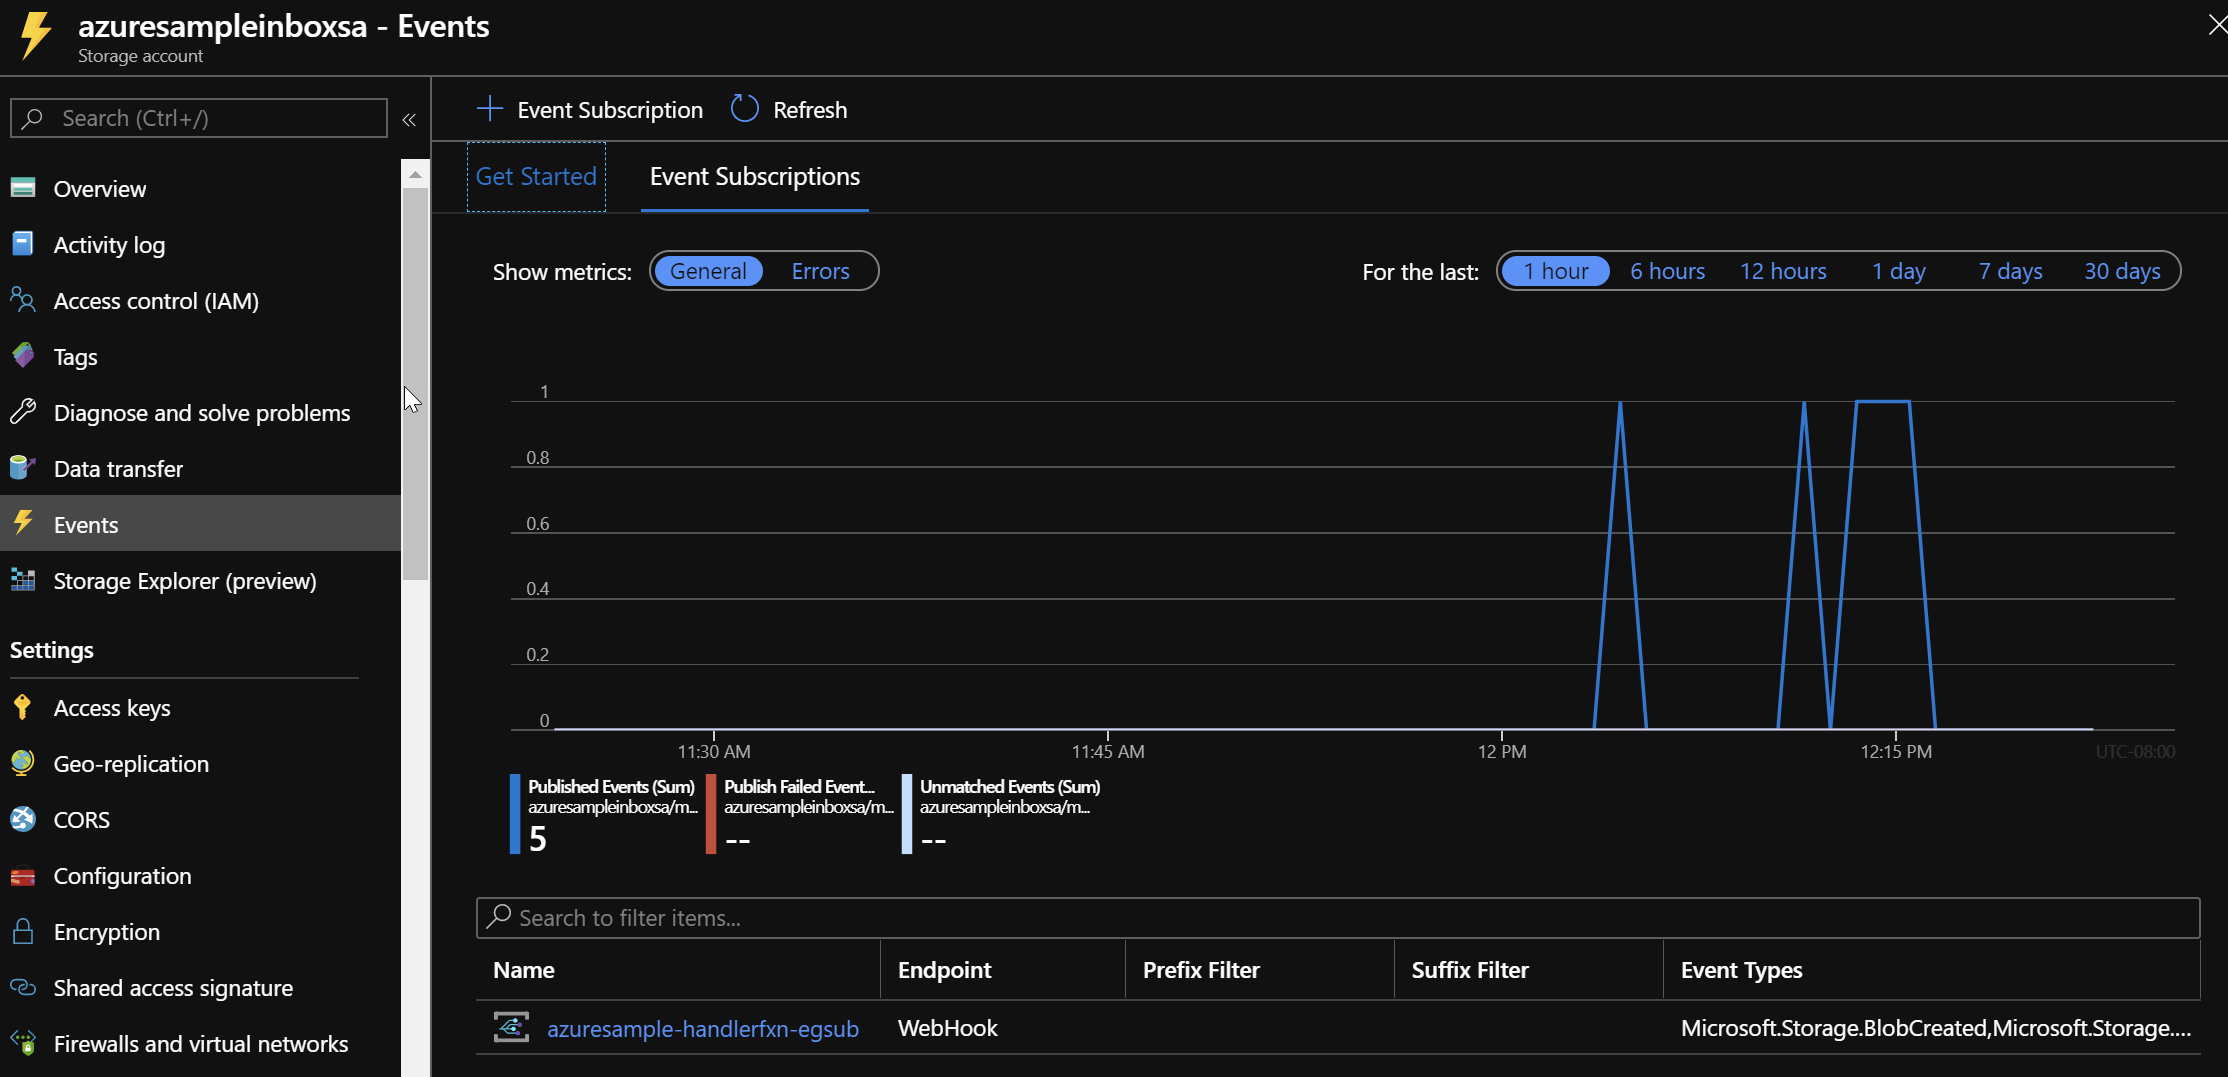 azuresampleinboxsa - Events
Storage account
Search (Ctrl+/)
«
Overview
Activity log
Access control (IAM)
Tags
Diagnose and solve problems
Data transfer
Events
Storage Explorer (preview)
Settings
Access keys
Geo-replication
CORS
Configuration
Encryption
Shared access signature
Firewalls and virtual networks
Event Subscription Refresh
Get Started Event Subscriptions
Show metrics: General Errors For the last: 1 hour 6 hours 12 hours 1 day 7 days 30 days
1
0.8
0.6
0.4
0.2
0
11:30 AM 11:45 AM 12 PM 12:15 PM UTC-08:00
Published Events (Sum) Publish Failed Event... Unmatched Events (Sum)
azuresampleinboxsa/m... azuresampleinboxsa/m... azuresampleinboxsa/m...
5 -- --
Search to filter items...
Name Endpoint Prefix Filter Suffix Filter Event Types
azuresample-handlerfxn-egsub WebHook Microsoft.Storage.BlobCreated,Microsoft.Storage....